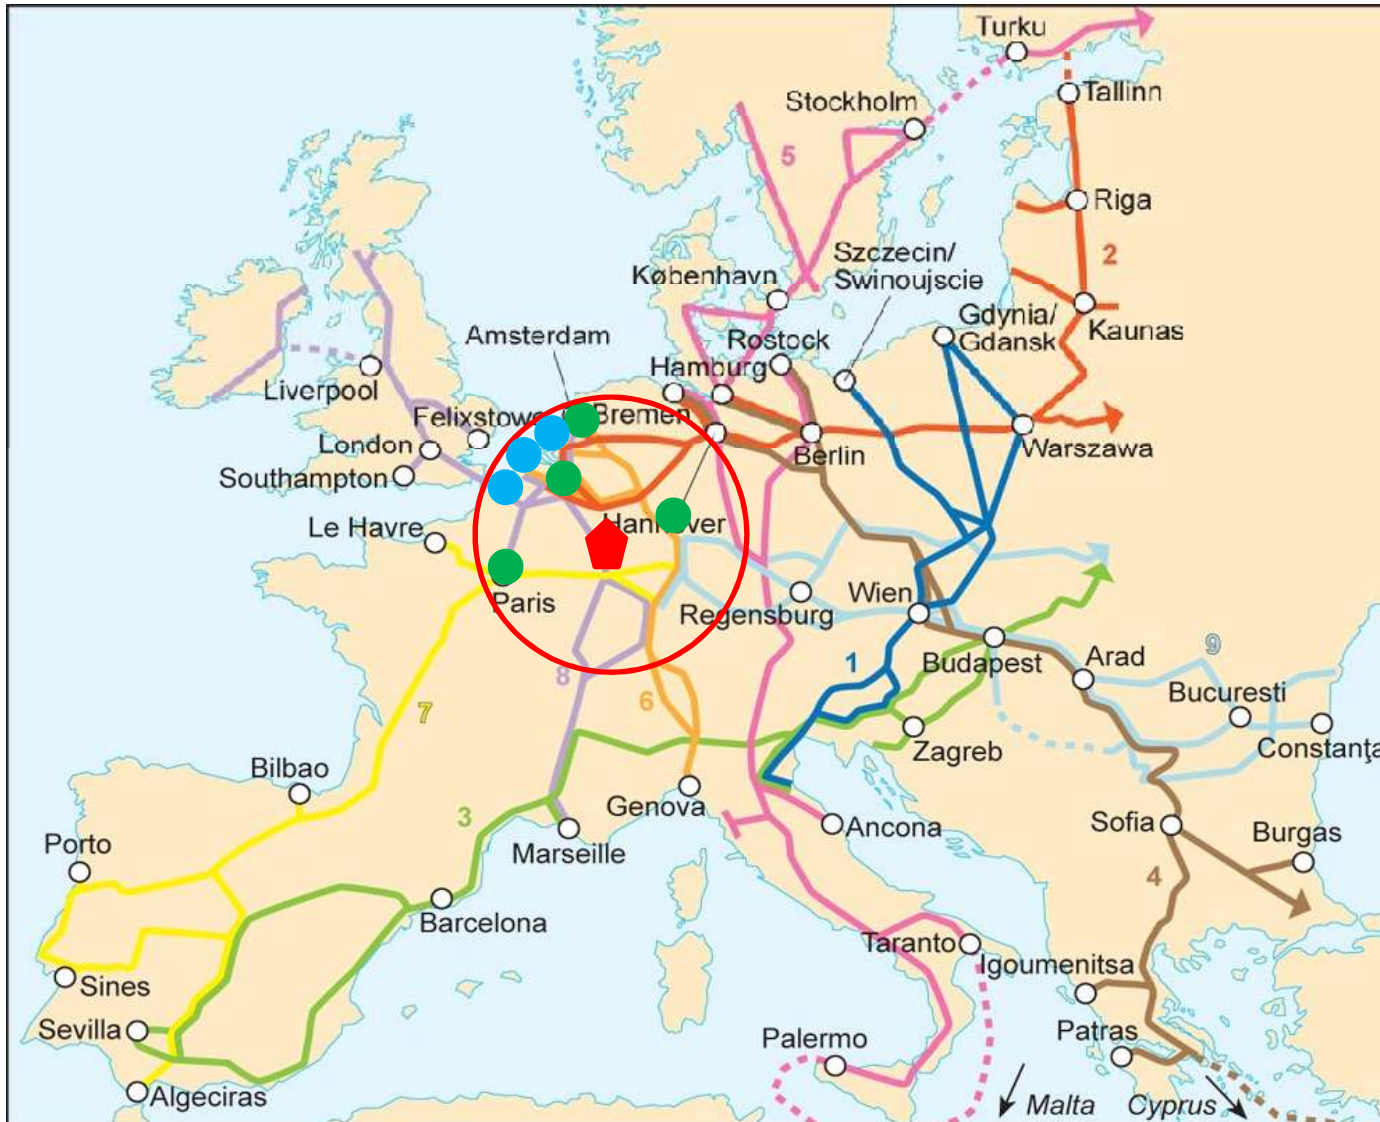 Turku
Tallinn
Stockholm
5
Riga
Szczecin/
Swinoujscie
2
København
Gdynia/
Gdansk
Kaunas
Amsterdam
Rostock
Hamburg
Liverpool
Felixstowe
Bremen
London
Berlin
Warszawa
Southampton
Le Havre
Hannover
Paris
Regensburg
Wien
Budapest
Arad
9
8
1
Bucuresti
7
6
Zagreb
Constanţa
Bilbao
Genova
3
Ancona
Sofia
Burgas
Porto
Marseille
4
Barcelona
Taranto
Igoumenitsa
Sines
Sevilla
Palermo
Patras
Algeciras
Malta
Cyprus